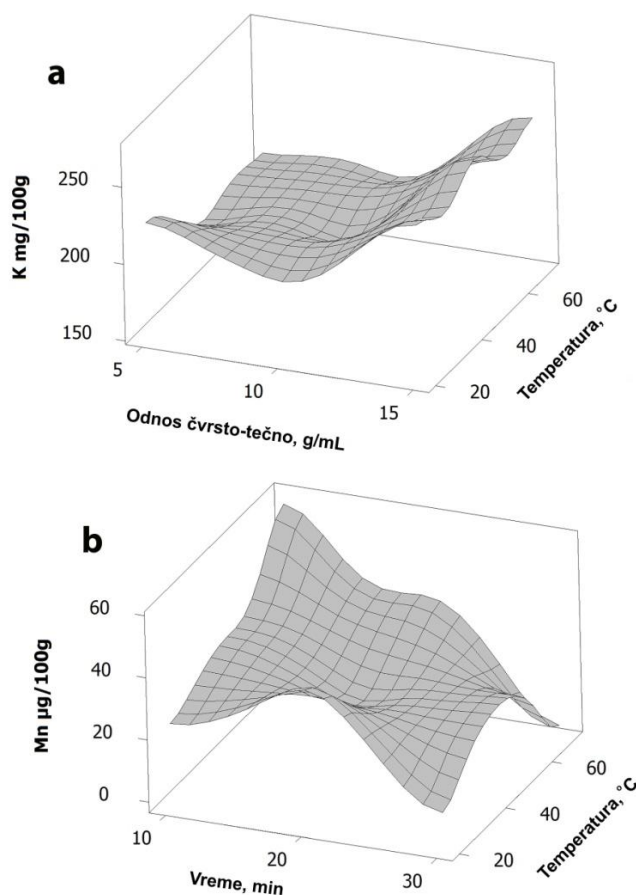 a
K mg/100g
250
200
150
5
10
15
Odnos čvrsto-tečno, g/mL
20
40
60
Temperatura, °C
b
Mn µg/100g
60
40
20
0
10
20
30
Vreme, min
20
40
60
Temperatura, °C